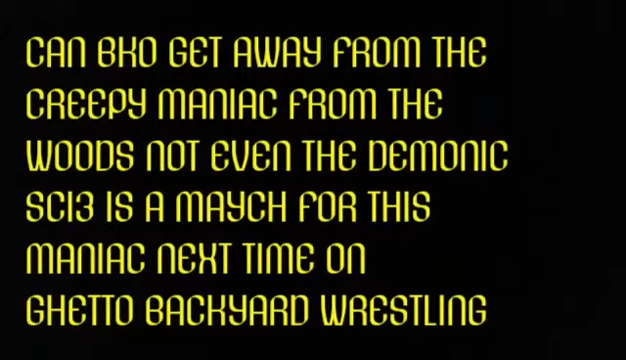 CAN BKO GET AWAY FROM THE
CREEPY MANIAC FROM THE
WOODS NOT EVEN THE DEMONIC
SCI3 IS A MAYCH FOR THIS
MANIAC NEXT TIME ON
GHETTO BACKYARD WRESTLING